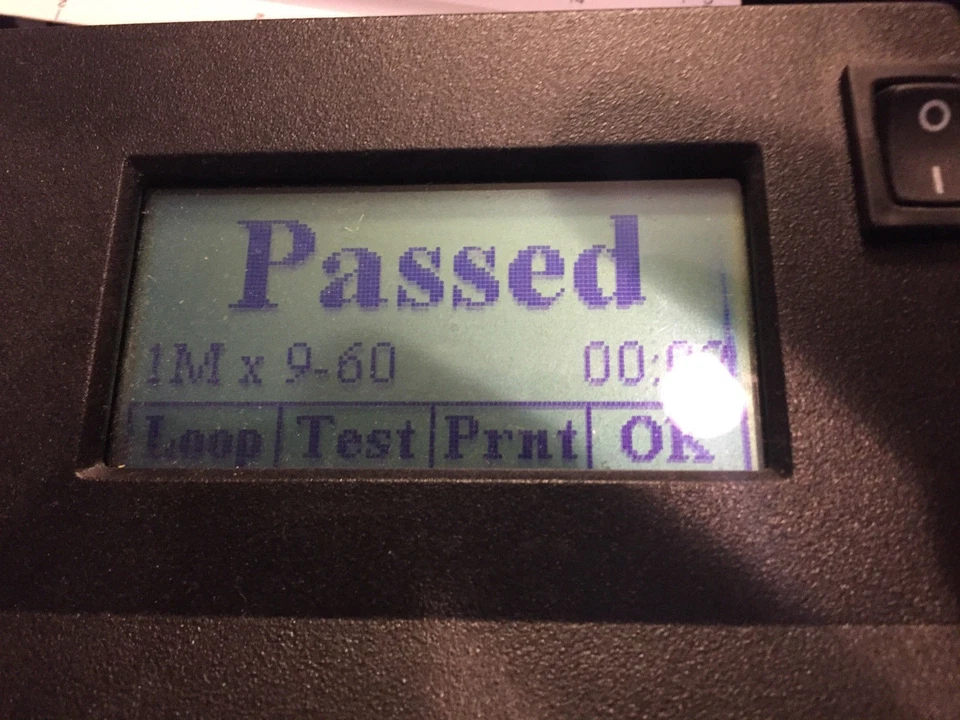 Passed
1M x 9-60
Loop Test Prnt OK
O
I